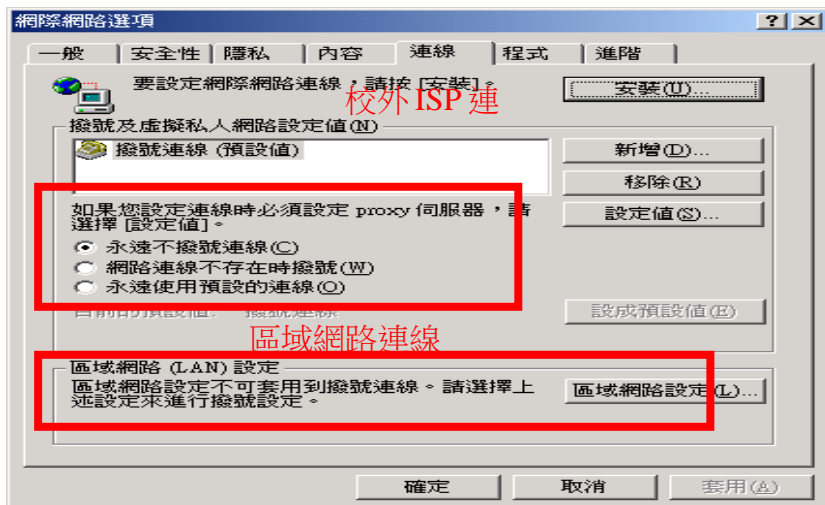 網際網路選項
一般 安全性 隱私 內容 連線 程式 進階
要設定網際網路連線，請按 [安裝]。
安裝(U)...
校外 ISP 連
撥號及虛擬私人網路設定值(N)
撥號連線 (預設值)
新增(D)...
移除(R)
如果您設定連線時必須設定 proxy 伺服器，請
選擇 [設定值]。
設定值(S)...
永遠不撥號連線(C)
網路連線不存在時撥號(W)
永遠使用預設的連線(O)
目前的預設值: 撥號連線
設成預設值(E)
區域網路連線
區域網路 (LAN) 設定
區域網路設定不可套用到撥號連線。請選擇上
述設定來進行撥號設定。
區域網路設定(L)...
確定 取消 套用(A)